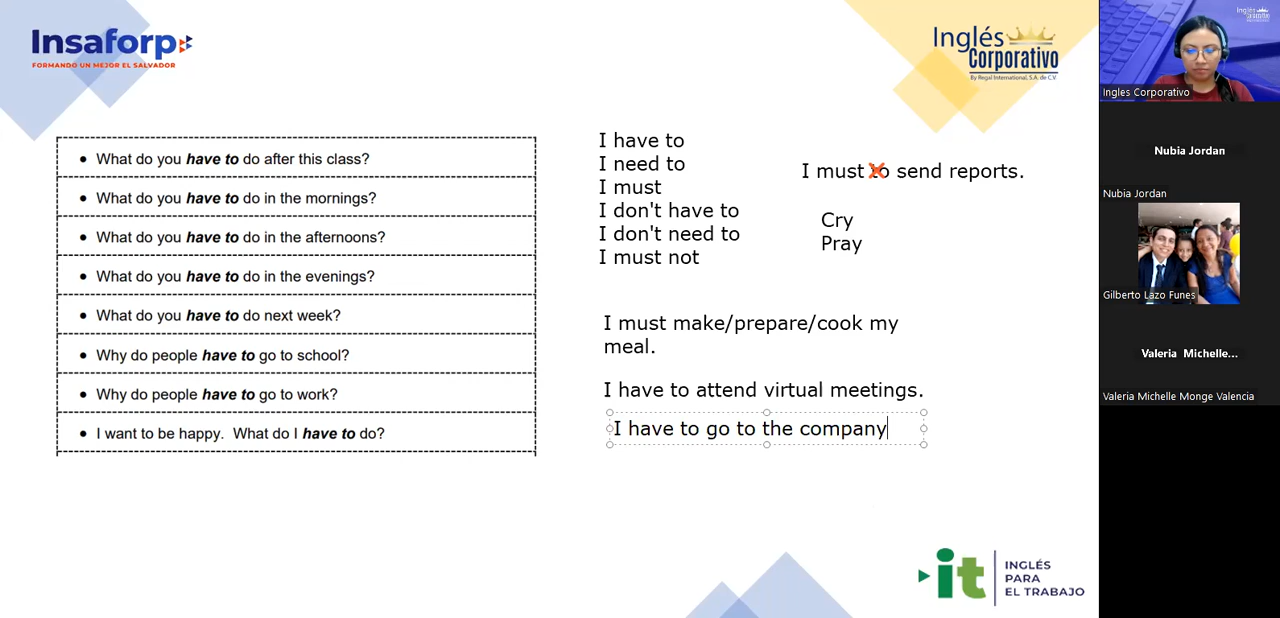 Insaforp
FORMANDO UN MEJOR EL SALVADOR
Inglés
Corporativo
By Regal International, S.A. de C.V.
• What do you have to do after this class?
• What do you have to do in the mornings?
• What do you have to do in the afternoons?
• What do you have to do in the evenings?
• What do you have to do next week?
• Why do people have to go to school?
• Why do people have to go to work?
• I want to be happy. What do I have to do?
I have to
I need to
I must
I don't have to
I don't need to
I must not
I must to send reports.
Cry
Pray
I must make/prepare/cook my
meal.
I have to attend virtual meetings.
I have to go to the company
it
INGLÉS
PARA
EL TRABAJO
Inglés
Ingles Corporativo
Nubia Jordan
Nubia Jordan
Gilberto Lazo Funes
Valeria Michelle...
Valeria Michelle Monge Valencia